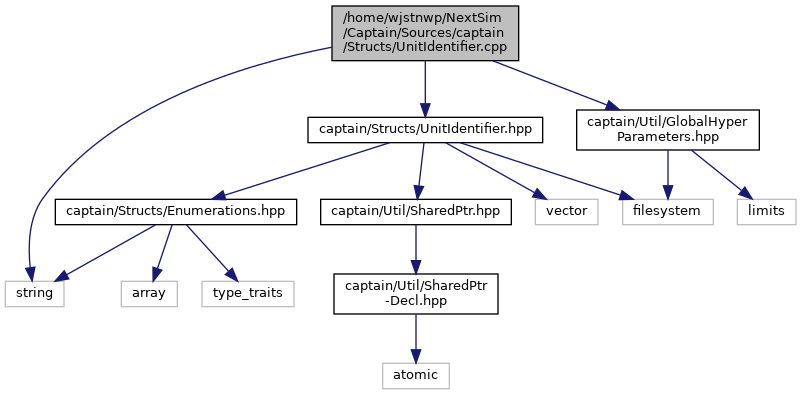 /home/wjstnwp/NextSim
/Captain/Sources/captain
/Structs/UnitIdentifier.cpp
captain/Structs/UnitIdentifier.hpp
captain/Util/GlobalHyper
Parameters.hpp
captain/Structs/Enumerations.hpp
captain/Util/SharedPtr.hpp
vector
filesystem
limits
string
array
type_traits
captain/Util/SharedPtr
-Decl.hpp
atomic